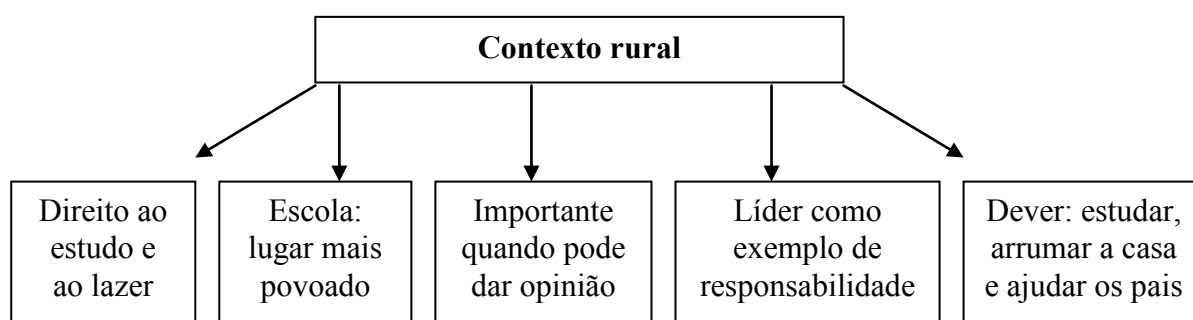 Contexto rural
Direito ao
estudo e
ao lazer
Escola:
lugar mais
povoado
Importante
quando pode
dar opinião
Líder como
exemplo de
responsabilidade
Dever: estudar,
arrumar a casa
e ajudar os pais